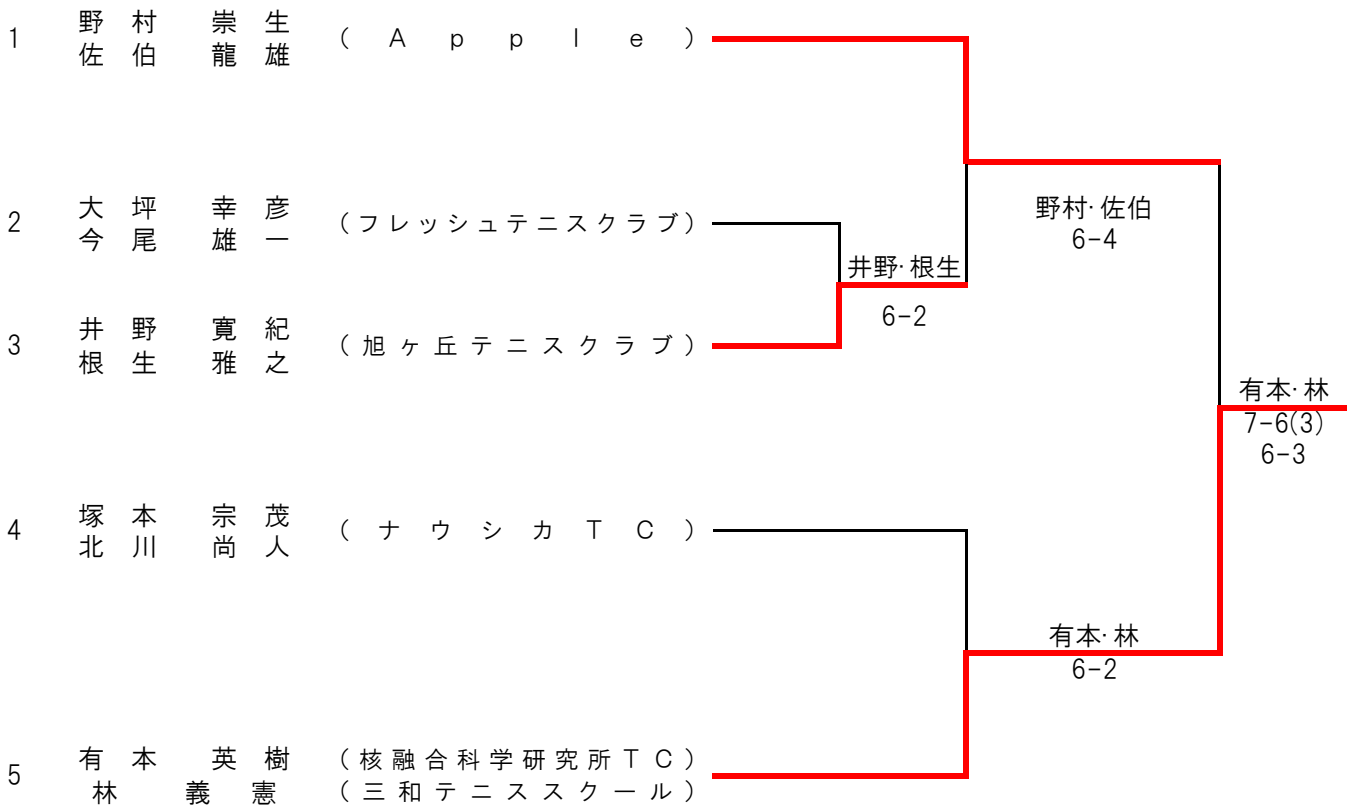 1 野村 崇生 (Apple)
佐伯 龍雄
2 大坪 幸彦 (フレッシュテニスクラブ)
今尾 雄一
野村・佐伯
6-4
井野・根生
6-2
3 井野 寛紀 (旭ヶ丘テニスクラブ)
根生 雅之
有本・林
7-6(3)
6-3
4 塚本 宗茂 (ナウシカTC)
北川 尚人
有本・林
6-2
5 有本 英樹 (核融合科学研究所TC)
林 義憲 (三和テニススクール)